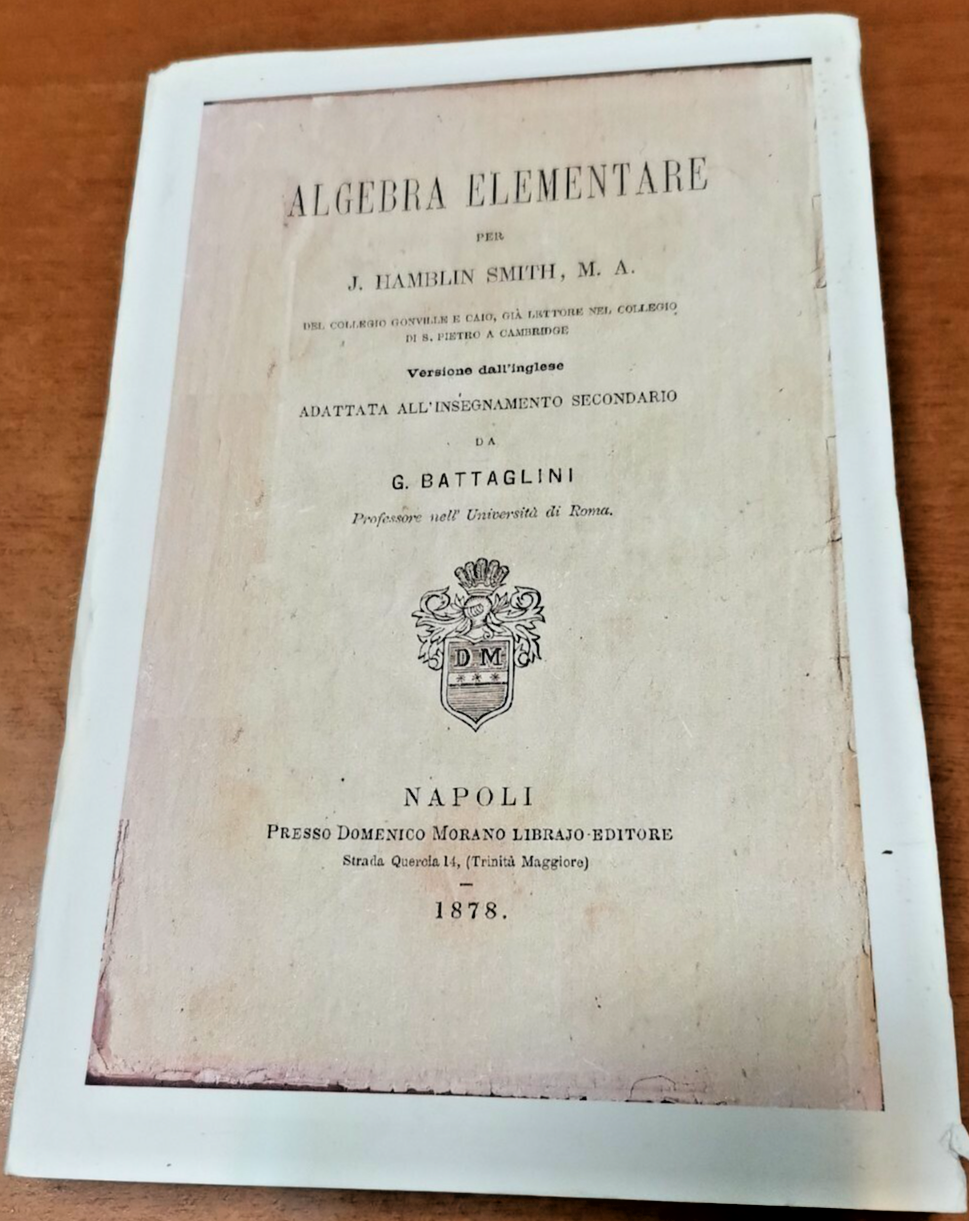 ALGEBRA ELEMENTARE
PER
J. HAMBLIN SMITH, M. A.
DEL COLLEGIO GONVILLE E CAIO, GIÀ LETTORE NEL COLLEGIO
DI S. PIETRO A CAMBRIDGE
Versione dall'inglese
ADATTATA ALL'INSEGNAMENTO SECONDARIO
DA
G. BATTAGLINI
Professore nell' Università di Roma.
D M
NAPOLI
PRESSO DOMENICO MORANO LIBRAJO-EDITORE
Strada Quercia 14, (Trinità Maggiore)
1878.